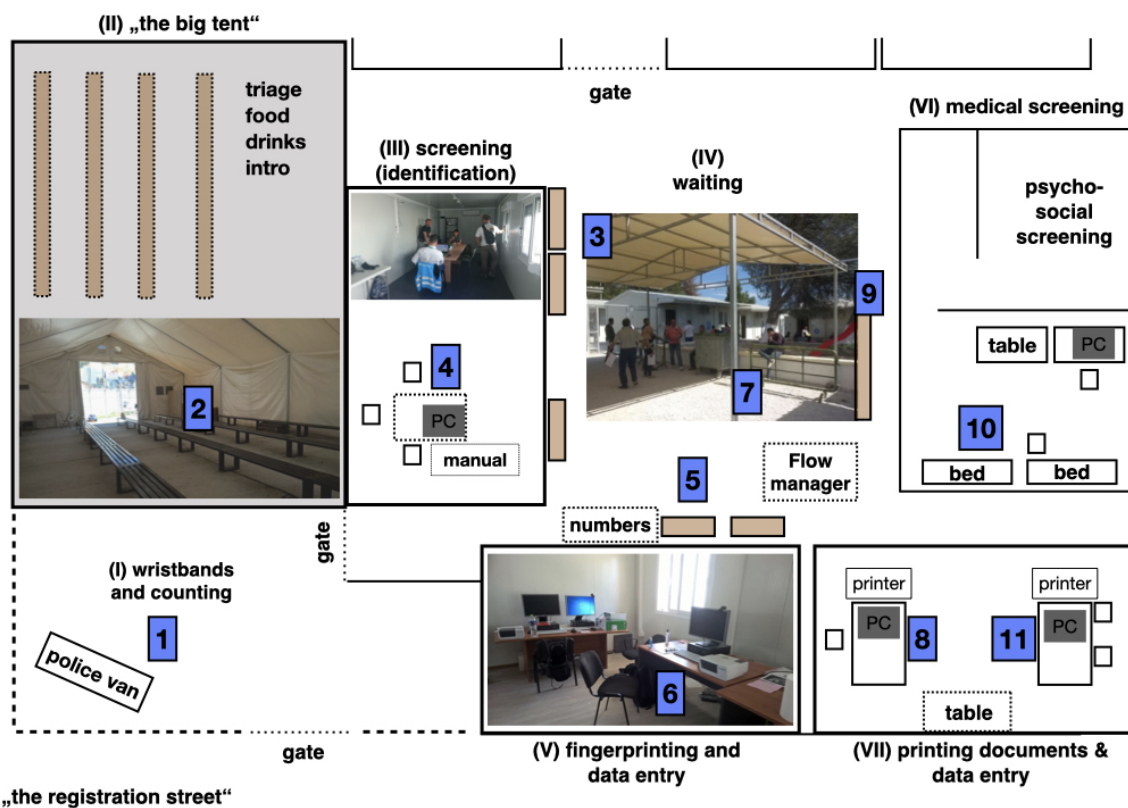 (II) „the big tent“
triage
food
drinks
intro
gate
(III) screening
(identification)
(IV)
waiting
(VI) medical screening
psycho-
social
screening
3
9
4
PC
manual
2
7
table
PC
10
bed
bed
5
Flow
manager
numbers
gate
(I) wristbands
and counting
1
police van
gate
6
(V) fingerprinting and
data entry
printer
PC
8
printer
PC
11
table
(VII) printing documents &
data entry
„the registration street“